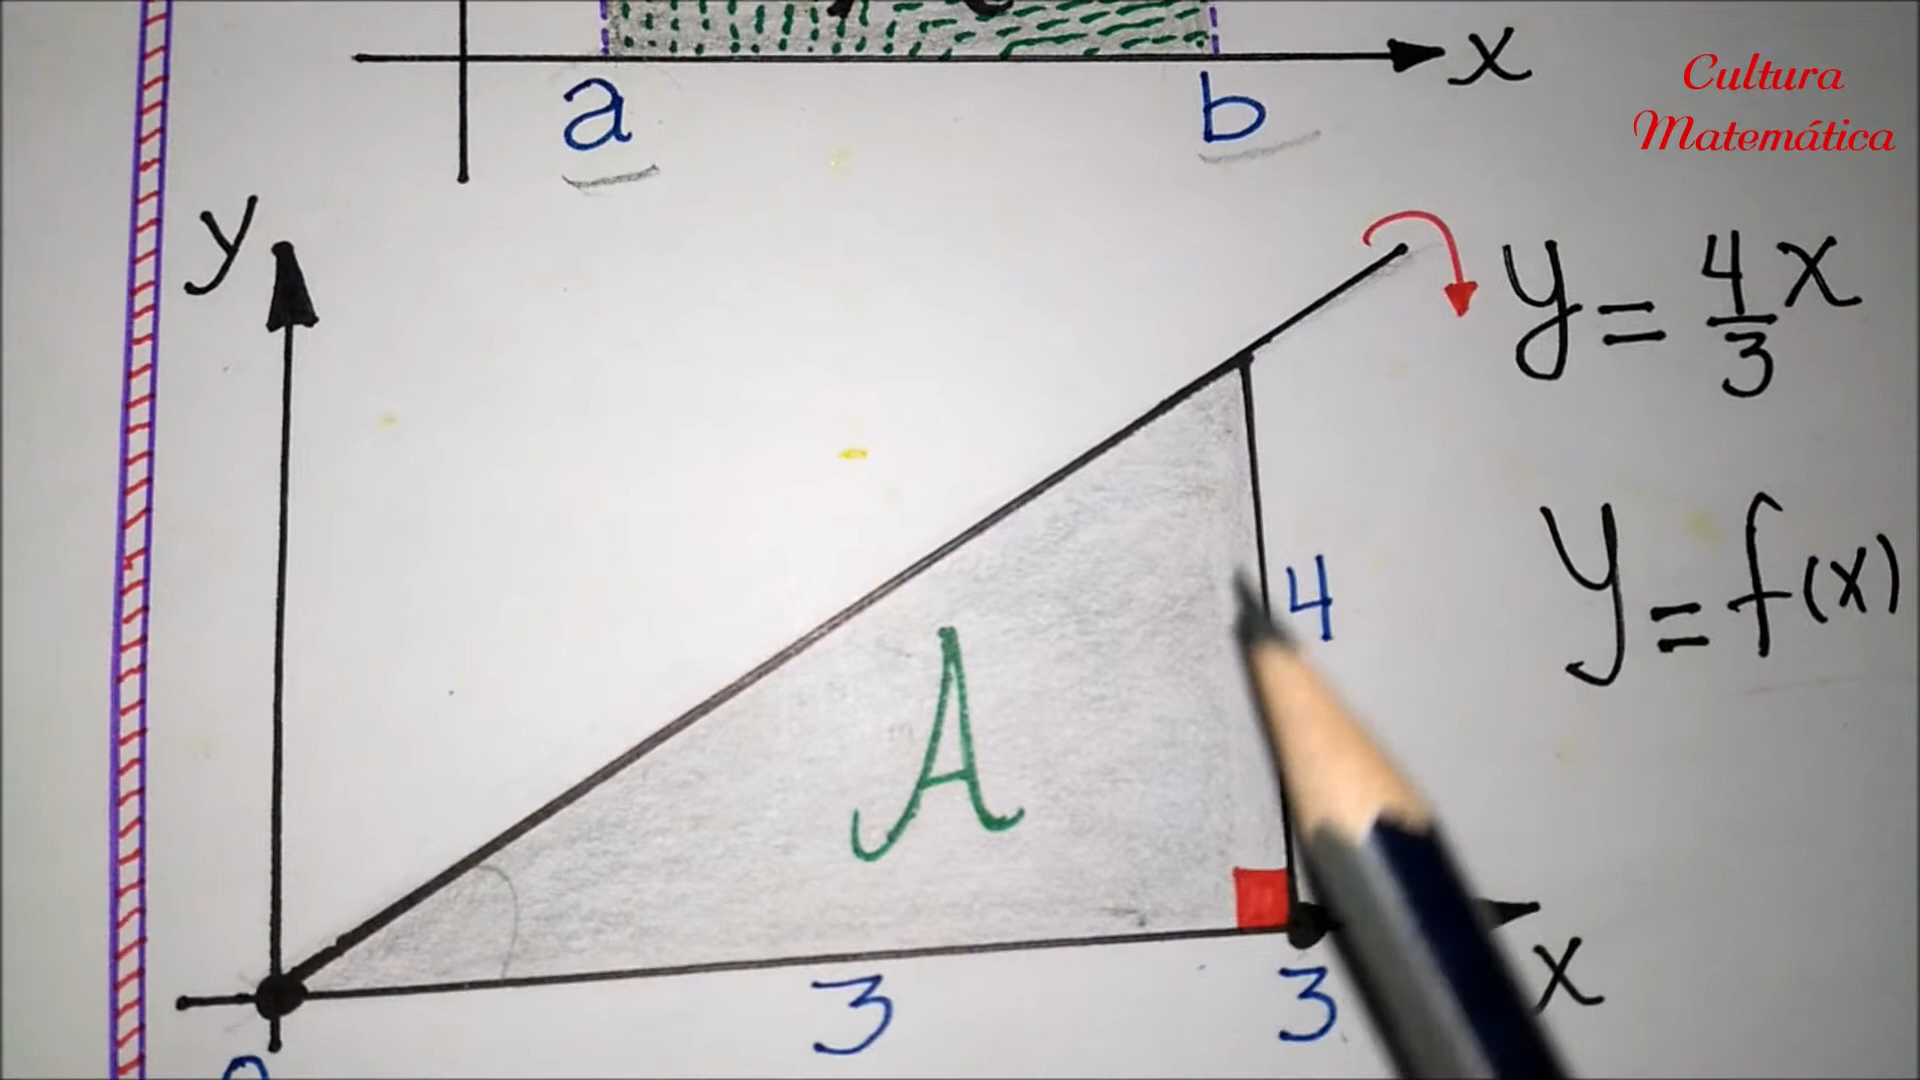 x
a
b
Cultura
Matemática
y
y = 4/3 x
4
y = f(x)
A
3
3
x